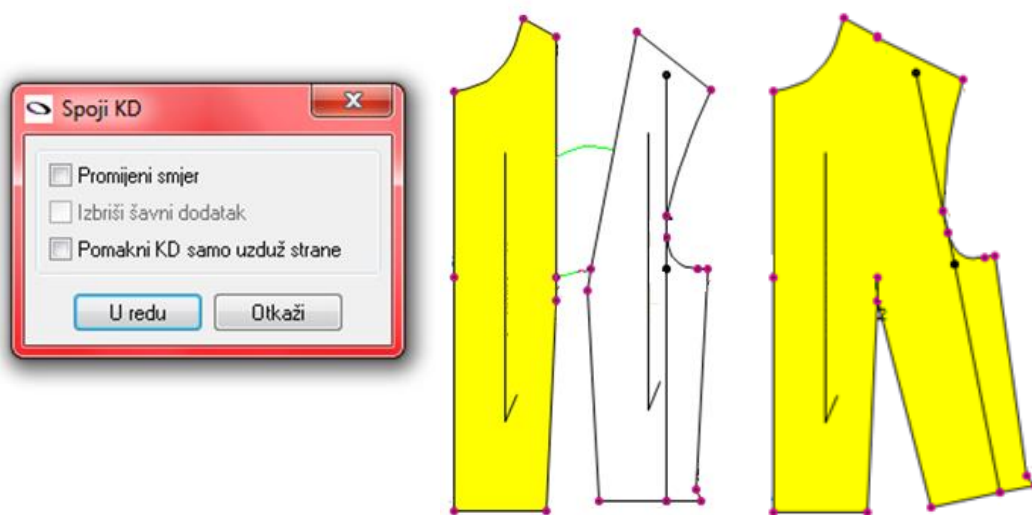 Spoji KD
Promijeni smjer
Izbriši šavni dodatak
Pomakni KD samo uzduž strane
U redu
Otkaži